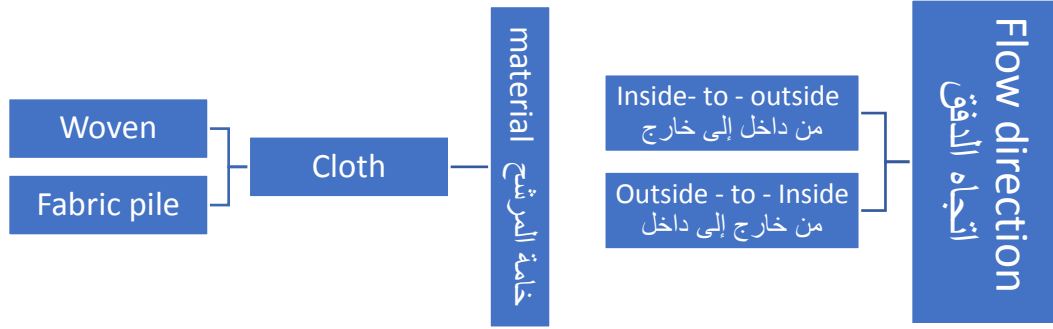 Flow direction
اتجاه الدفق
Inside- to - outside
من داخل إلى خارج
Outside - to - Inside
من خارج إلى داخل
material خامة المرشح
Cloth
Woven
Fabric pile